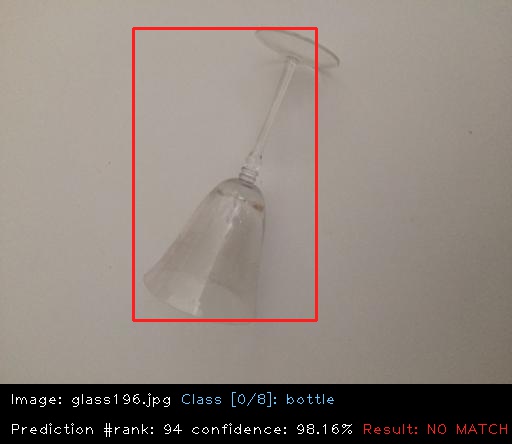 Image: glass196.jpg Class [0/8]: bottle
Prediction #rank: 94 confidence: 98.16% Result: NO MATCH